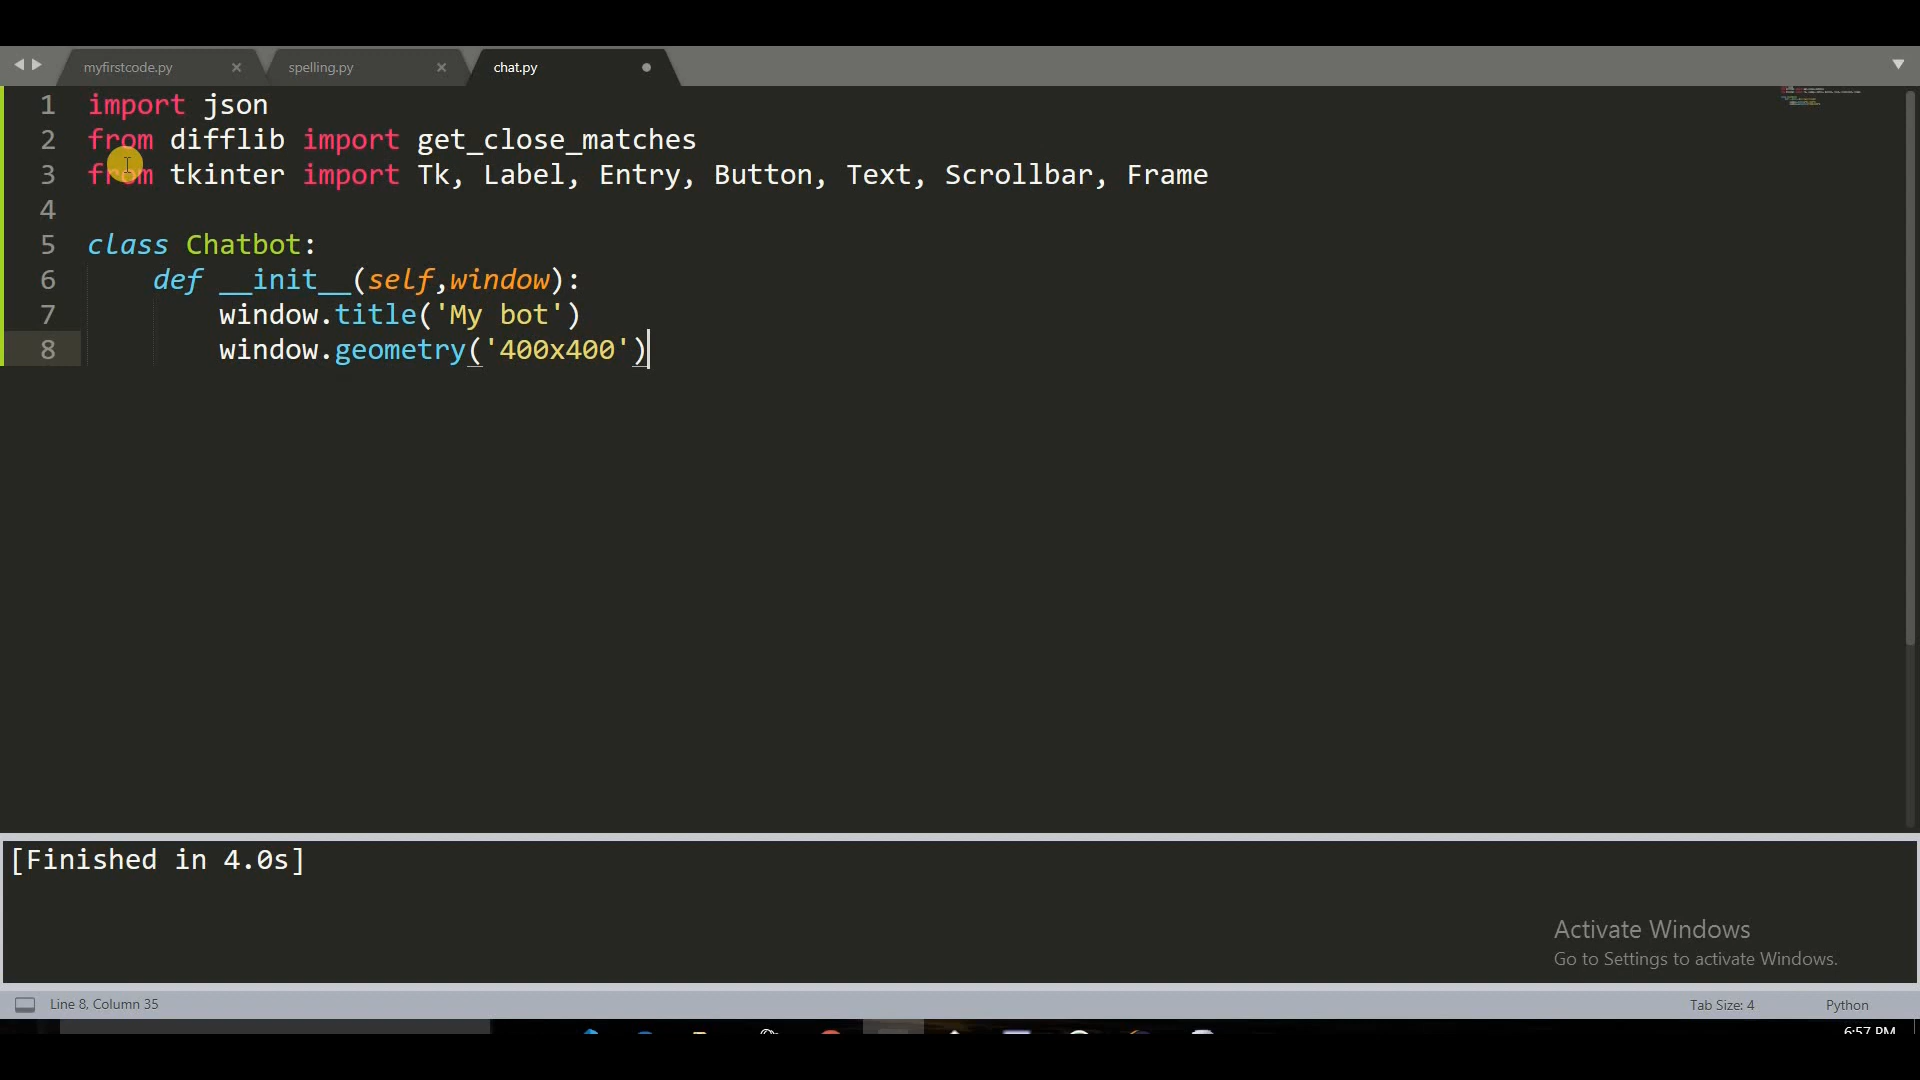 myfirstcode.py × spelling.py × chat.py
1 import json
2 from difflib import get_close_matches
3 from tkinter import Tk, Label, Entry, Button, Text, Scrollbar, Frame
4
5 class Chatbot:
6     def __init__(self,window):
7         window.title('My bot')
8         window.geometry('400x400')
[Finished in 4.0s]
Activate Windows
Go to Settings to activate Windows.
Line 8, Column 35 Tab Size: 4 Python
6:57 PM